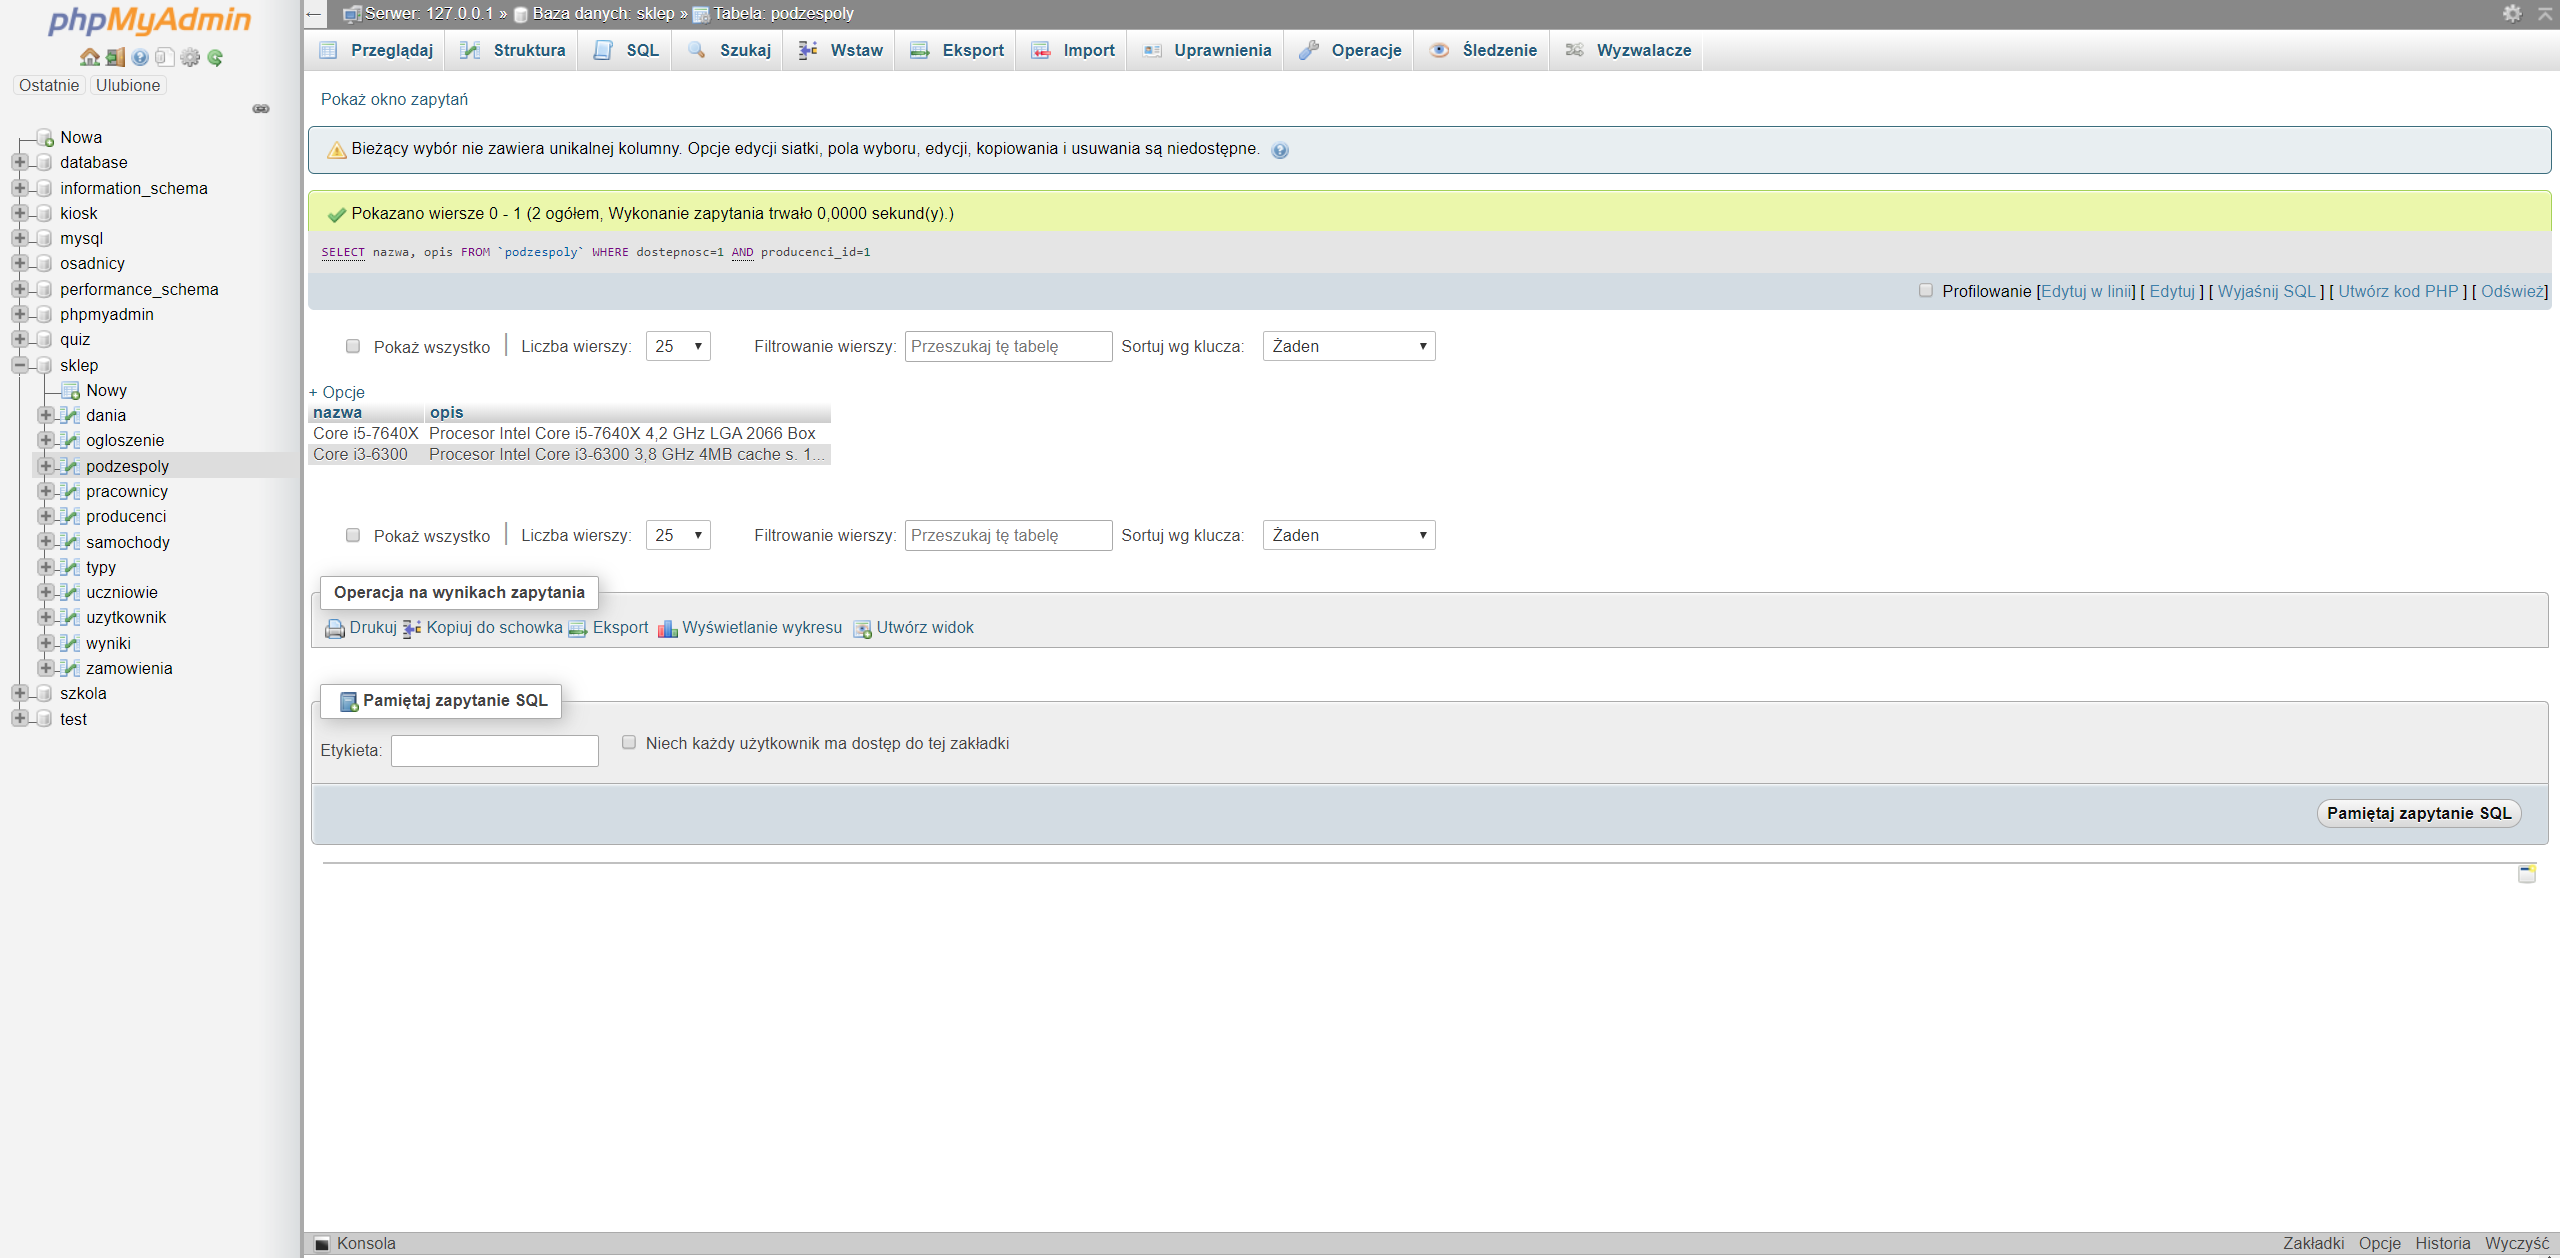 phpMyAdmin
Ostatnie Ulubione
Nowa
database
information_schema
kiosk
mysql
osadnicy
performance_schema
phpmyadmin
quiz
sklep
Nowy
dania
ogloszenie
podzespoly
pracownicy
producenci
samochody
typy
uczniowie
uzytkownik
wyniki
zamowienia
szkola
test
Serwer: 127.0.0.1 » Baza danych: sklep » Tabela: podzespoly
Przeglądaj Struktura SQL Szukaj Wstaw Eksport Import Uprawnienia Operacje Śledzenie Wyzwalacze
Pokaż okno zapytań
Bieżący wybór nie zawiera unikalnej kolumny. Opcje edycji siatki, pola wyboru, edycji, kopiowania i usuwania są niedostępne.
Pokazano wiersze 0 - 1 (2 ogółem, Wykonanie zapytania trwało 0,0000 sekund(y).)
SELECT nazwa, opis FROM `podzespoly` WHERE dostepnosc=1 AND producenci_id=1
Profilowanie [Edytuj w linii] [ Edytuj ] [ Wyjaśnij SQL ] [ Utwórz kod PHP ] [ Odśwież]
Pokaż wszystko | Liczba wierszy: 25 Filtrowanie wierszy: Przeszukaj tę tabelę Sortuj wg klucza: Żaden
+ Opcje
nazwa opis
Core i5-7640X Procesor Intel Core i5-7640X 4,2 GHz LGA 2066 Box
Core i3-6300 Procesor Intel Core i3-6300 3,8 GHz 4MB cache s. 1...
Pokaż wszystko | Liczba wierszy: 25 Filtrowanie wierszy: Przeszukaj tę tabelę Sortuj wg klucza: Żaden
Operacja na wynikach zapytania
Drukuj Kopiuj do schowka Eksport Wyświetlanie wykresu Utwórz widok
Pamiętaj zapytanie SQL
Etykieta: Niech każdy użytkownik ma dostęp do tej zakładki
Pamiętaj zapytanie SQL
Konsola Zakładki Opcje Historia Wyczyść